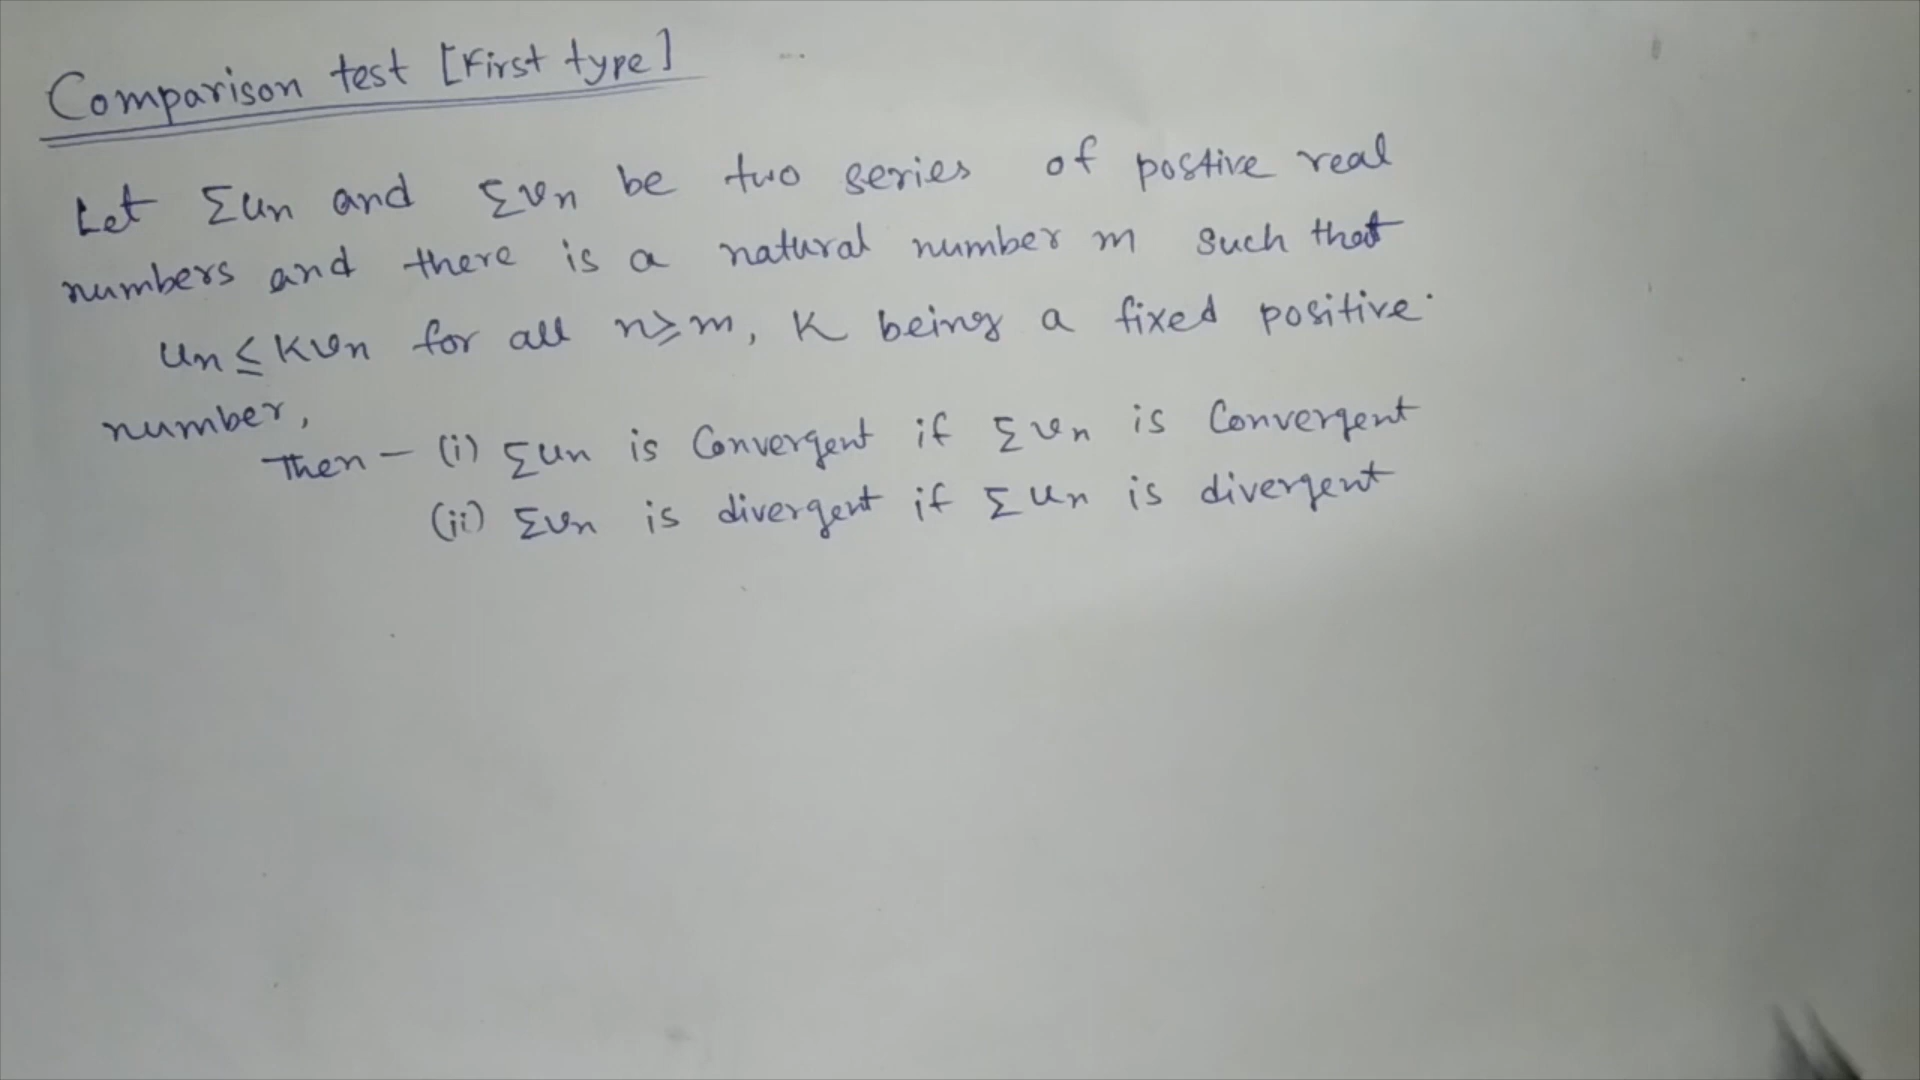 Comparison test [First type]
Let Σun and Σvn be two series of postive real
numbers and there is a natural number m such that
un ≤ kvn for all n ≥ m, k being a fixed positive
number,
Then – (i) Σun is Convergent if Σvn is Convergent
(ii) Σvn is divergent if Σun is divergent